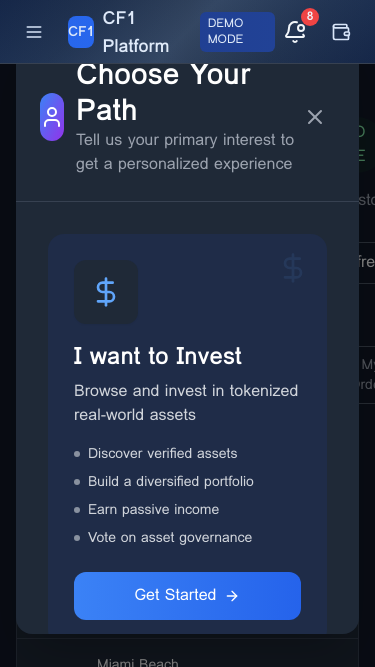 CF1
CF1
Platform
DEMO
MODE
8
Choose Your
Path
Tell us your primary interest to
get a personalized experience
I want to Invest
Browse and invest in tokenized
real-world assets
Discover verified assets
Build a diversified portfolio
Earn passive income
Vote on asset governance
Get Started
Miami Beach